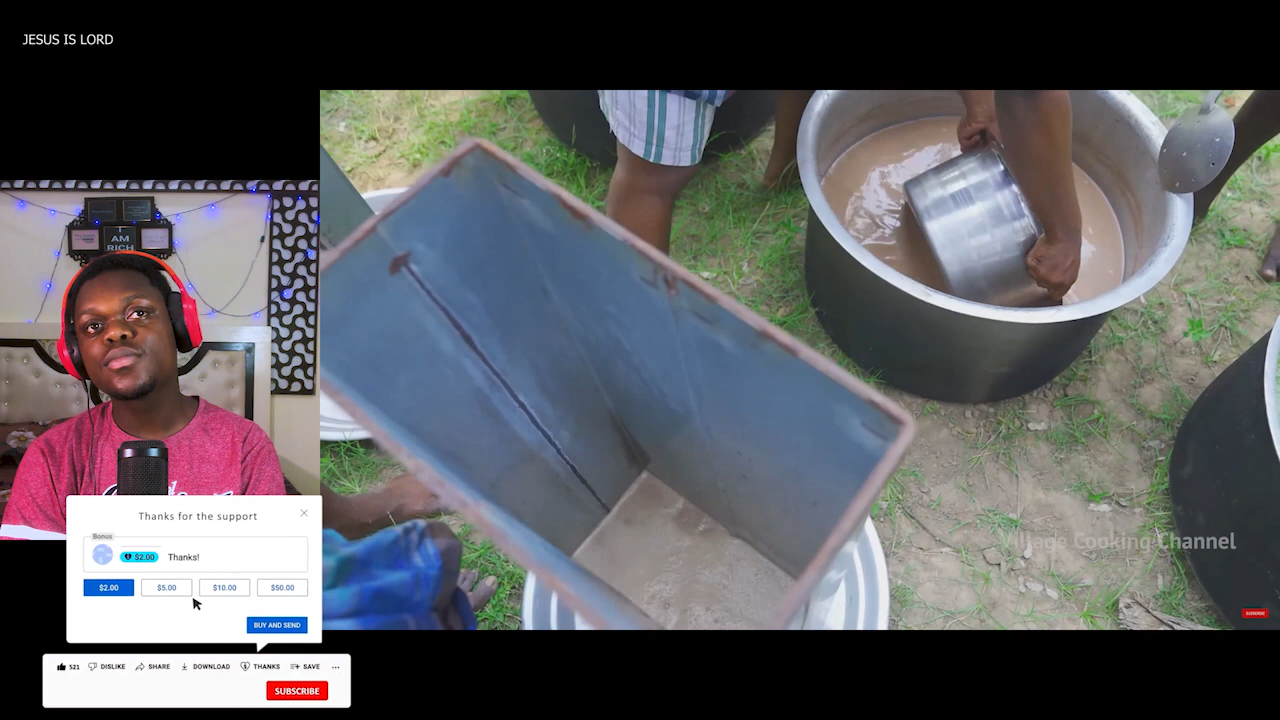 JESUS IS LORD
AM
RICH
Village Cooking Channel
SUBSCRIBE
Thanks for the support
Bonus
$2.00 Thanks!
$2.00 $5.00 $10.00 $50.00
BUY AND SEND
521 DISLIKE SHARE DOWNLOAD THANKS SAVE
SUBSCRIBE